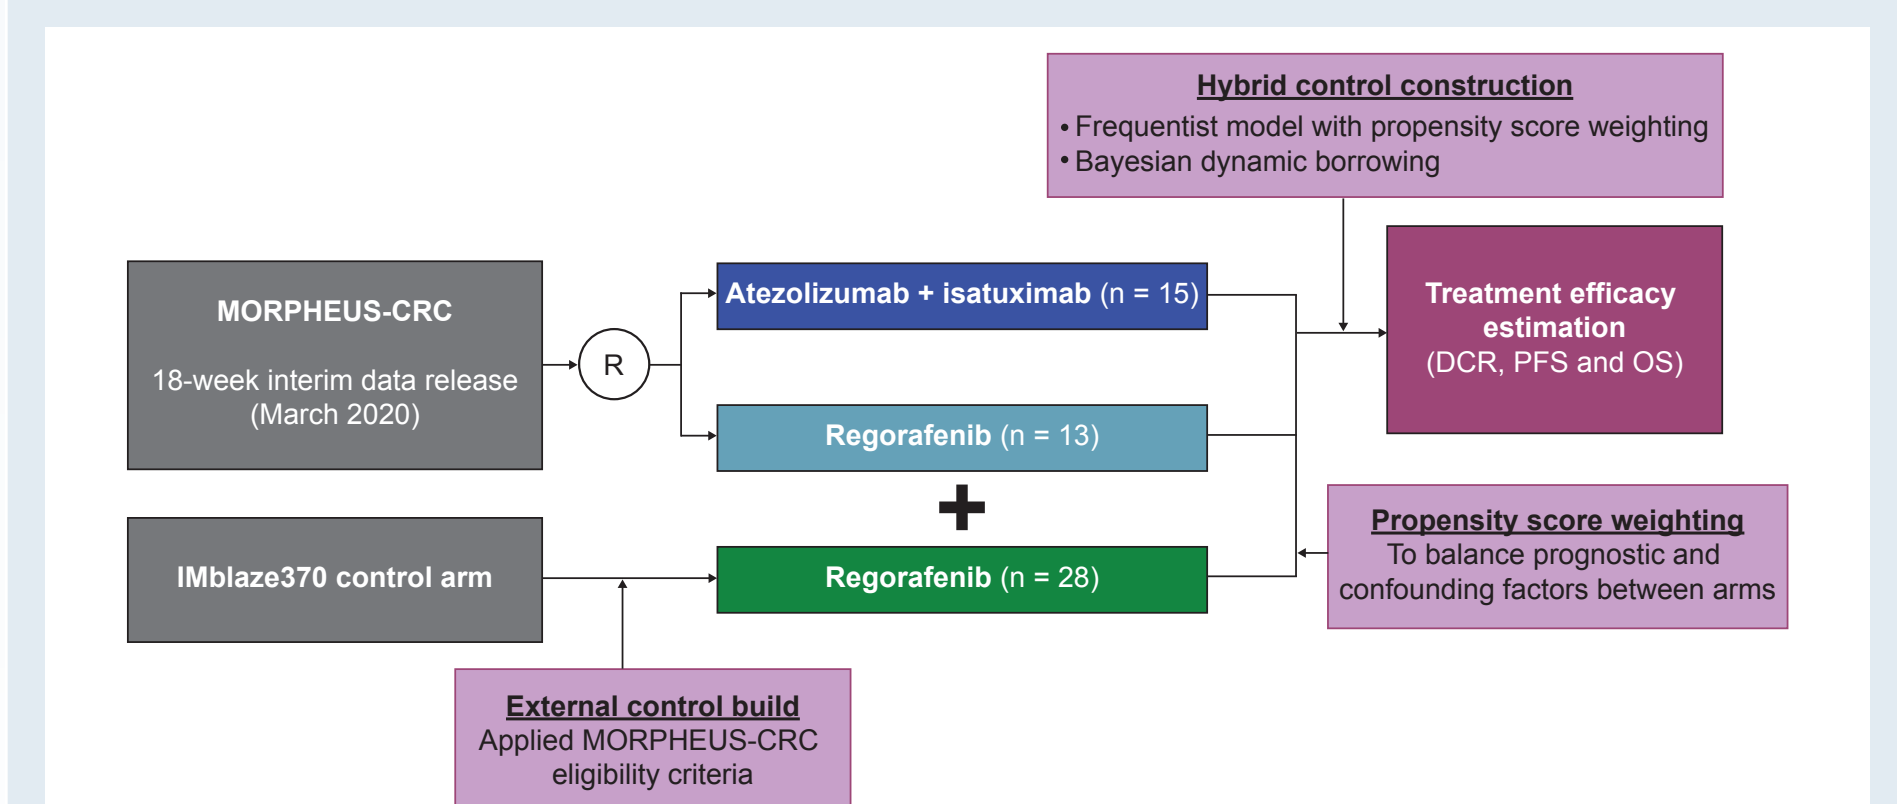 Hybrid control construction
• Frequentist model with propensity score weighting
• Bayesian dynamic borrowing
MORPHEUS-CRC
18-week interim data release
(March 2020)
R
Atezolizumab + isatuximab (n = 15)
Regorafenib (n = 13)
+
Treatment efficacy
estimation
(DCR, PFS and OS)
IMblaze370 control arm
Regorafenib (n = 28)
Propensity score weighting
To balance prognostic and
confounding factors between arms
External control build
Applied MORPHEUS-CRC
eligibility criteria